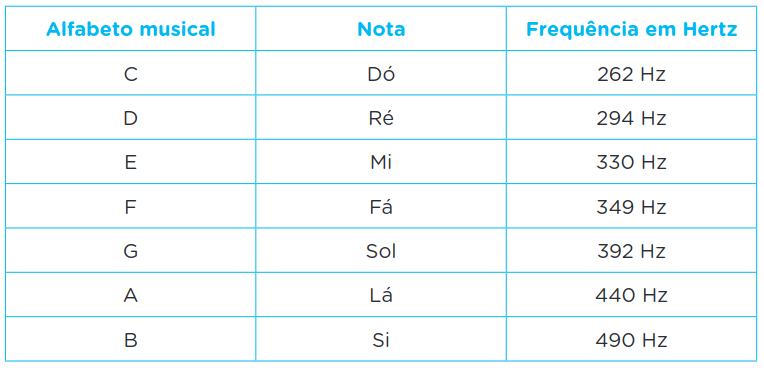 Alfabeto musical Nota Frequência em Hertz
C Dó 262 Hz
D Ré 294 Hz
E Mi 330 Hz
F Fá 349 Hz
G Sol 392 Hz
A Lá 440 Hz
B Si 490 Hz